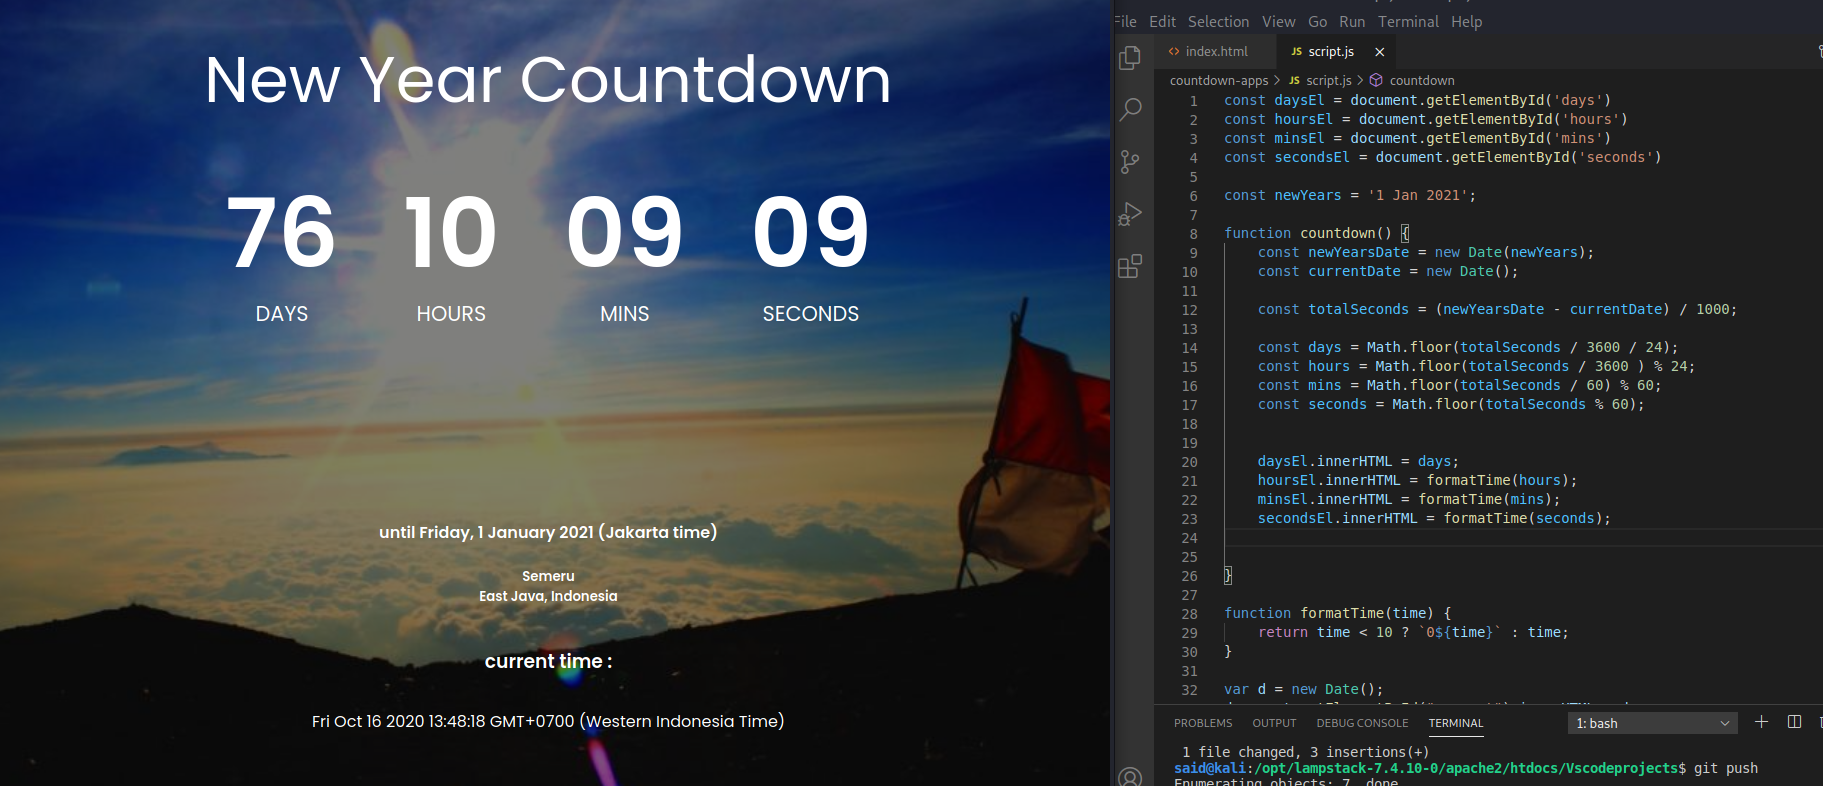 New Year Countdown
76 10 09 09
DAYS HOURS MINS SECONDS
until Friday, 1 January 2021 (Jakarta time)
Semeru
East Java, Indonesia
current time :
Fri Oct 16 2020 13:48:18 GMT+0700 (Western Indonesia Time)
File Edit Selection View Go Run Terminal Help
index.html JS script.js
countdown-apps > JS script.js > countdown
1 const daysEl = document.getElementById('days')
2 const hoursEl = document.getElementById('hours')
3 const minsEl = document.getElementById('mins')
4 const secondsEl = document.getElementById('seconds')
5
6 const newYears = '1 Jan 2021';
7
8 function countdown() {
9     const newYearsDate = new Date(newYears);
10     const currentDate = new Date();
11
12     const totalSeconds = (newYearsDate - currentDate) / 1000;
13
14     const days = Math.floor(totalSeconds / 3600 / 24);
15     const hours = Math.floor(totalSeconds / 3600 ) % 24;
16     const mins = Math.floor(totalSeconds / 60) % 60;
17     const seconds = Math.floor(totalSeconds % 60);
18
19
20     daysEl.innerHTML = days;
21     hoursEl.innerHTML = formatTime(hours);
22     minsEl.innerHTML = formatTime(mins);
23     secondsEl.innerHTML = formatTime(seconds);
24
25
26 }
27
28 function formatTime(time) {
29     return time < 10 ? `0${time}` : time;
30 }
31
32 var d = new Date();
PROBLEMS OUTPUT DEBUG CONSOLE TERMINAL 1: bash
1 file changed, 3 insertions(+)
said@kali:/opt/lampstack-7.4.10-0/apache2/htdocs/Vscodeprojects$ git push
Enumerating objects: 7, done.